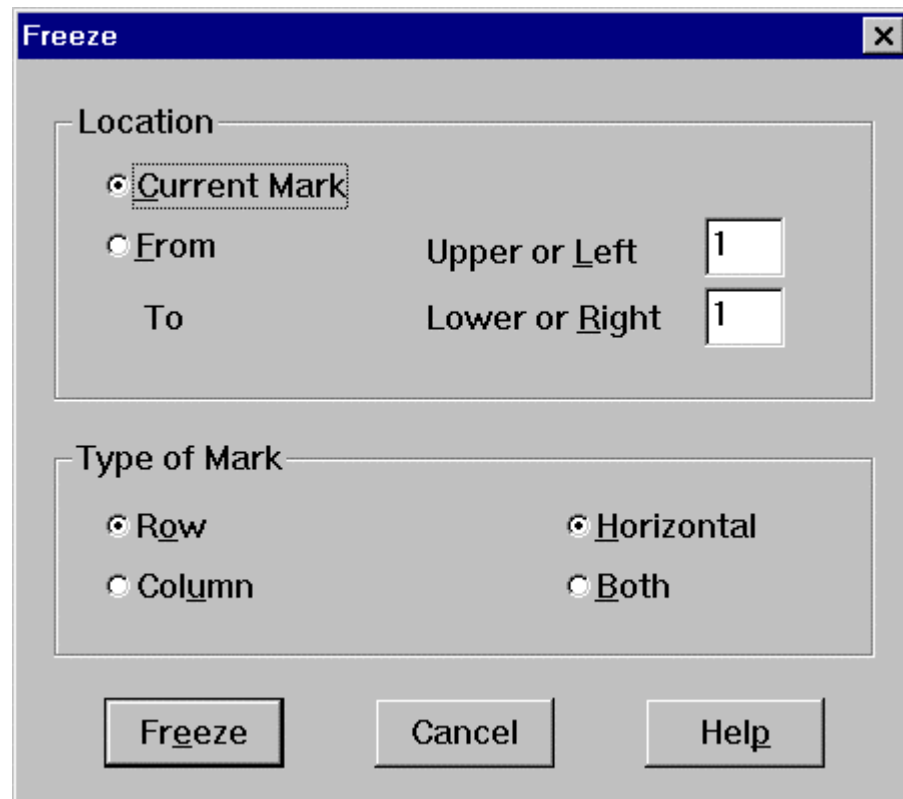 Freeze
Location
Current Mark
From Upper or Left 1
To Lower or Right 1
Type of Mark
Row Horizontal
Column Both
Freeze Cancel Help